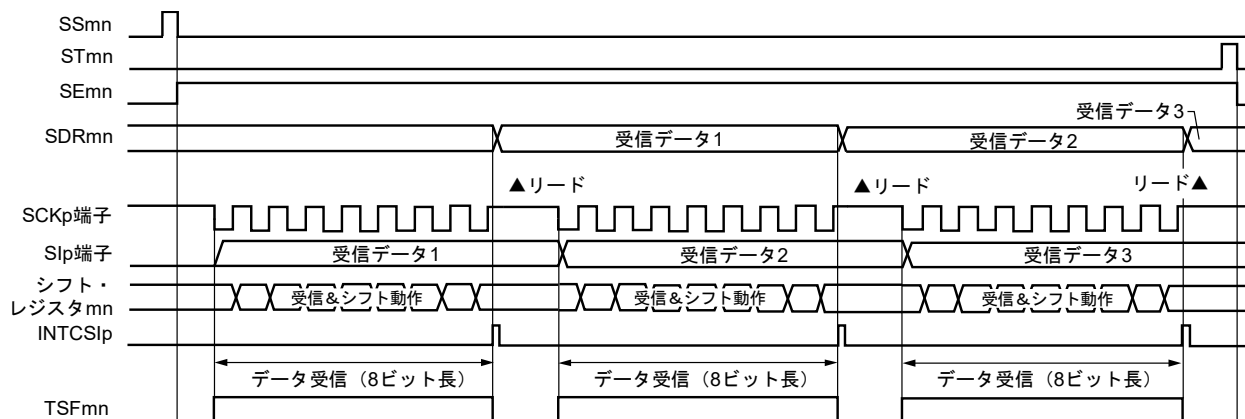 SSmn
STmn
SEmn
受信データ3
SDRmn
受信データ1
受信データ2
▲リード
▲リード
リード▲
SCKp端子
SIp端子
受信データ1
受信データ2
受信データ3
シフト・
レジスタmn
受信&シフト動作
受信&シフト動作
受信&シフト動作
INTCSIp
データ受信（8ビット長）
データ受信（8ビット長）
データ受信（8ビット長）
TSFmn